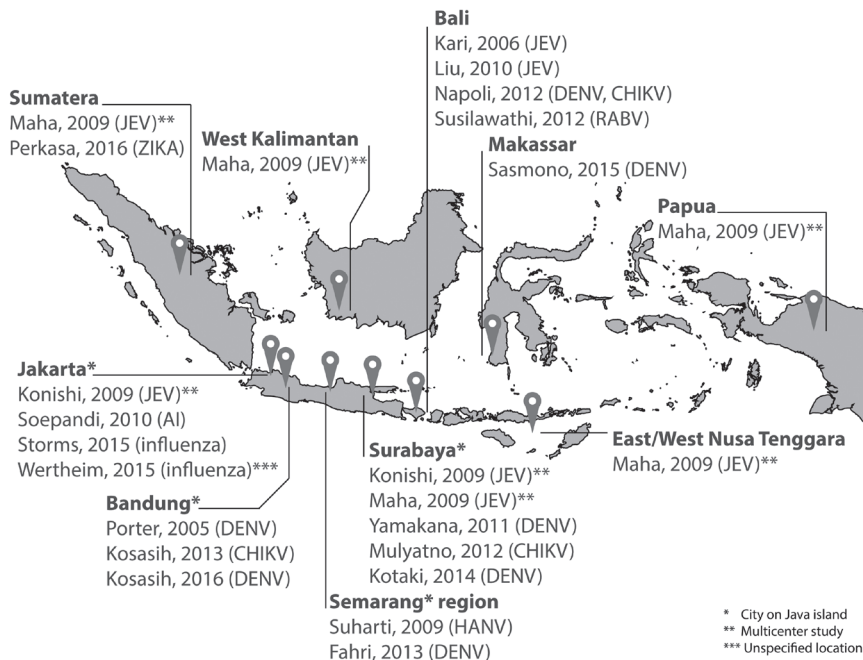 Bali
Kari, 2006 (JEV)
Liu, 2010 (JEV)
Napoli, 2012 (DENV, CHIKV)
Susilawathi, 2012 (RABV)
Sumatera
Maha, 2009 (JEV)**
Perkasa, 2016 (ZIKA)
West Kalimantan
Maha, 2009 (JEV)**
Makassar
Sasmono, 2015 (DENV)
Papua
Maha, 2009 (JEV)**
Jakarta*
Konishi, 2009 (JEV)**
Soepandi, 2010 (AI)
Storms, 2015 (influenza)
Wertheim, 2015 (influenza)***
Bandung*
Porter, 2005 (DENV)
Kosasih, 2013 (CHIKV)
Kosasih, 2016 (DENV)
Surabaya*
Konishi, 2009 (JEV)**
Maha, 2009 (JEV)**
Yamakana, 2011 (DENV)
Mulyatno, 2012 (CHIKV)
Kotaki, 2014 (DENV)
East/West Nusa Tenggara
Maha, 2009 (JEV)**
Semarang* region
Suharti, 2009 (HANV)
Fahri, 2013 (DENV)
* City on Java island
** Multicenter study
*** Unspecified location